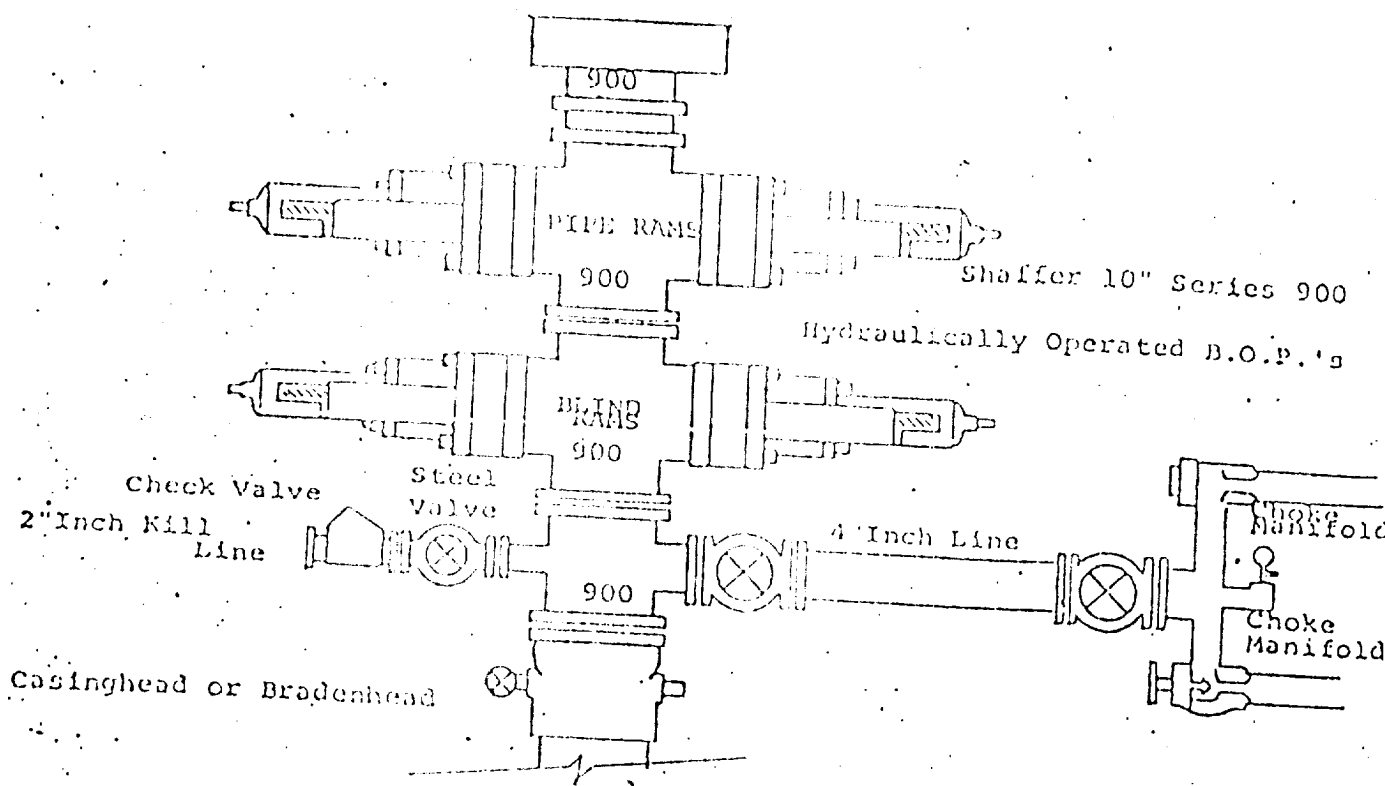 900
PIPE RAMS
900
Shaffer 10" Series 900
Hydraulically Operated B.O.P.'s
BLIND
RAMS
900
Steel
Valve
Check Valve
2"Inch Kill
Line
4"Inch Line
Choke
Manifold
900
Choke
Manifold
Casinghead or Bradenhead